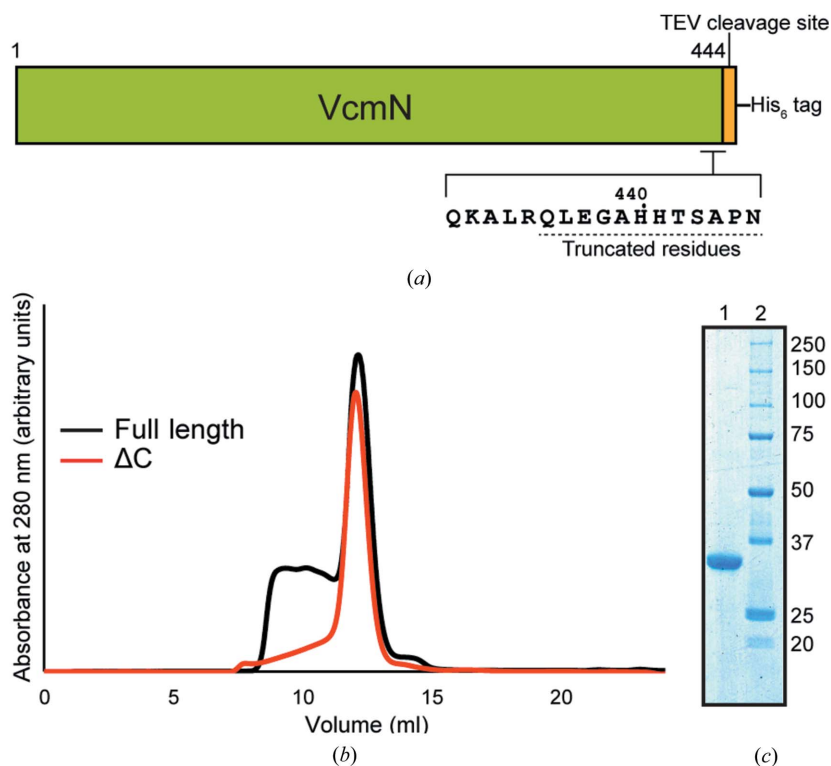 TEV cleavage site
1
444
VcmN
His6 tag
440
QKALRQLEGAHHTSAPN
Truncated residues
(a)
Absorbance at 280 nm (arbitrary units)
Full length
ΔC
0
5
10
15
20
Volume (ml)
(b)
1 2
250
150
100
75
50
37
25
20
(c)